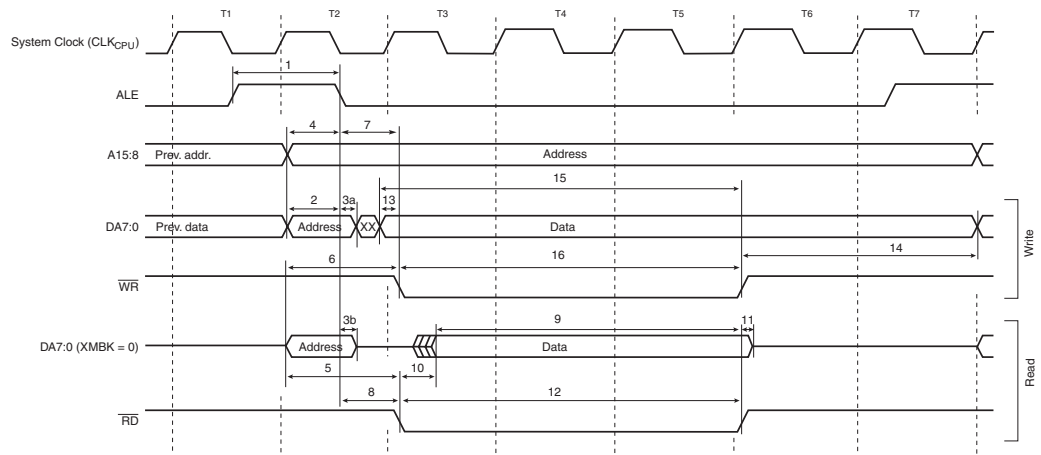 T1 T2 T3 T4 T5 T6 T7
System Clock (CLKCPU)
1
ALE
4 7
A15:8 Prev. addr. Address
15
2 3a 13
DA7:0 Prev. data Address XX Data
14
6 16
WR
Write
3b 9 11
DA7:0 (XMBK = 0) Address Data
5 10
8 12
RD
Read